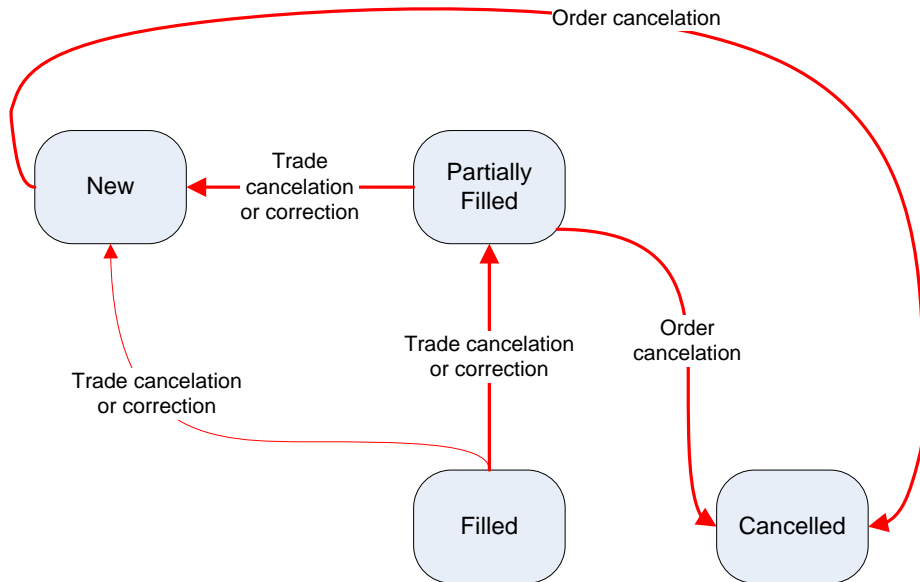 Order cancelation
New
Trade
cancelation
or correction
Partially
Filled
Trade cancelation
or correction
Trade cancelation
or correction
Order
cancelation
Filled
Cancelled